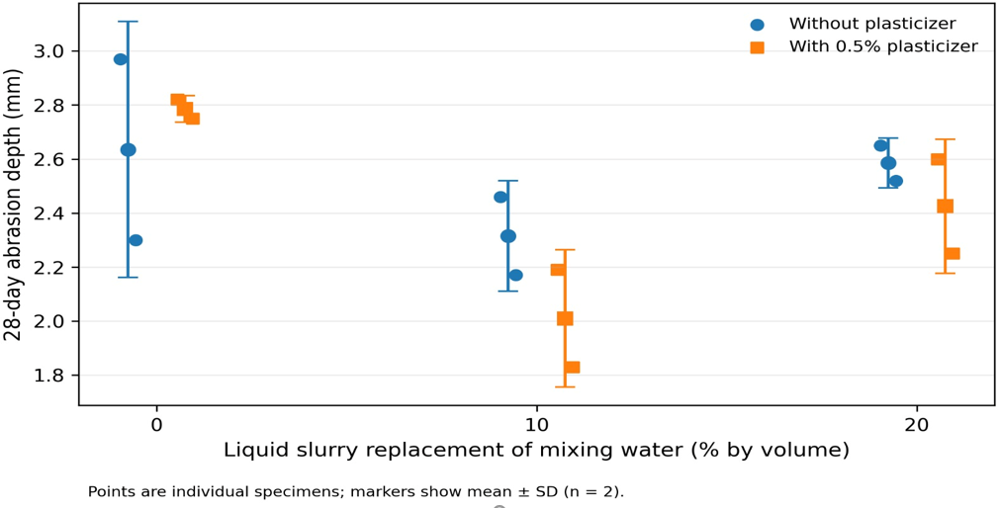 Without plasticizer
With 0.5% plasticizer
28-day abrasion depth (mm)
3.0
2.8
2.6
2.4
2.2
2.0
1.8
0
10
20
Liquid slurry replacement of mixing water (% by volume)
Points are individual specimens; markers show mean ± SD (n = 2).